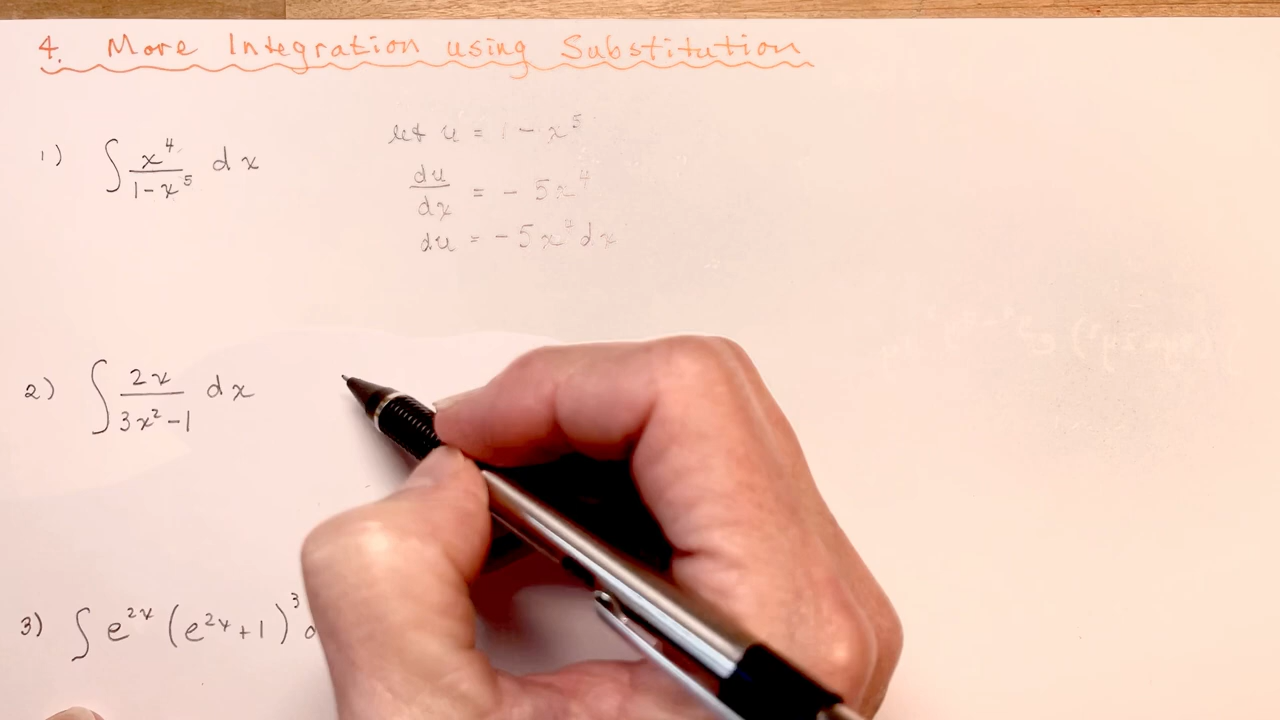 4. More Integration using Substitution
1) ∫ x⁴/(1-x⁵) dx
let u = 1 - x⁵
du/dx = - 5x⁴
du = - 5x⁴ dx
2) ∫ 2x/(3x²-1) dx
3) ∫ e²ˣ (e²ˣ+1)³ d